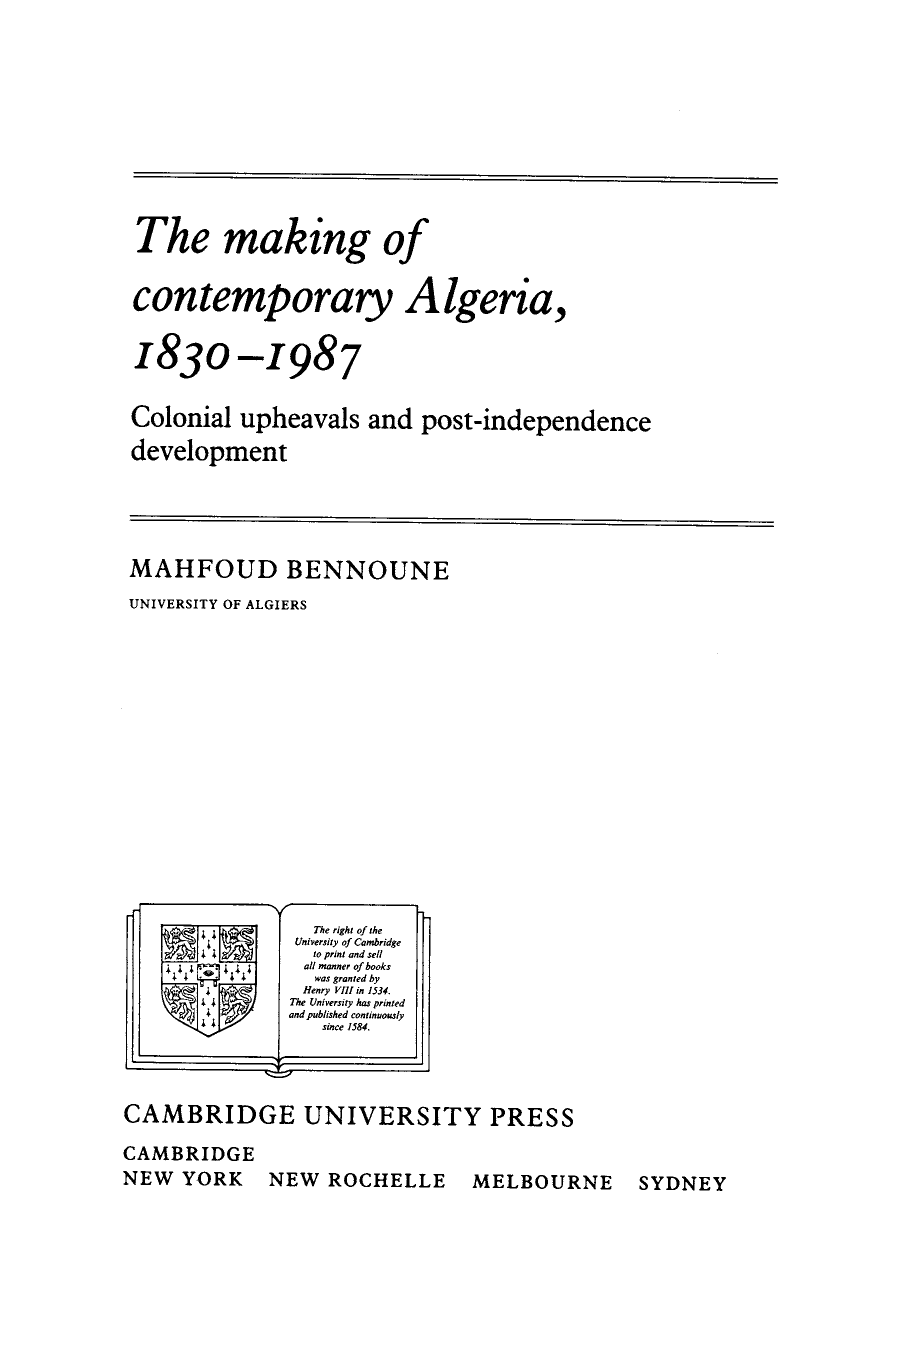 The making of
contemporary Algeria,
1830–1987
Colonial upheavals and post-independence
development
MAHFOUD BENNOUNE
UNIVERSITY OF ALGIERS
The right of the
University of Cambridge
to print and sell
all manner of books
was granted by
Henry VIII in 1534.
The University has printed
and published continuously
since 1584.
CAMBRIDGE UNIVERSITY PRESS
CAMBRIDGE
NEW YORK NEW ROCHELLE MELBOURNE SYDNEY